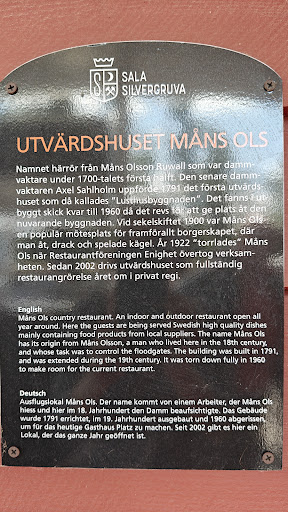 SALA
SILVERGRUVA
UTVÄRDSHUSET MÅNS OLS
Namnet härrör från Måns Olsson Ruwall som var damm-
vaktare under 1700-talets första hälft. Den senare damm-
vaktaren Axel Sahlholm uppförde 1791 det första utvärds-
huset som då kallades "Lusthusbyggnaden". Det fanns i ut-
byggt skick kvar till 1960 då det revs för att ge plats åt den
nuvarande byggnaden. Vid sekelskiftet 1900 var Måns Ols
en populär mötesplats för framförallt borgerskapet, där
man åt, drack och spelade kägel. År 1922 "torrlades" Måns
Ols när Restaurantföreningen Enighet övertog verksam-
heten. Sedan 2002 drivs utvärdshuset som fullständig
restaurangrörelse året om i privat regi.
English
Måns Ols country restaurant. An indoor and outdoor restaurant open all
year around. Here the guests are being served Swedish high quality dishes
mainly containing food products from local suppliers. The name Måns Ols
has its origin from Måns Olsson, a man who lived here in the 18th century,
and whose task was to control the floodgates. The building was built in 1791,
and was extended during the 19th century. It was torn down fully in 1960
to make room for the current restaurant.
Deutsch
Ausflugslokal Måns Ols. Der name kommt von einem Arbeiter, der Måns Ols
hiess und hier im 18. Jahrhundert den Damm beaufsichtigte. Das Gebäude
wurde 1791 errichtet, im 19. Jahrhundert ausgebaut und 1960 abgerissen,
um für das heutige Gasthaus Platz zu machen. Seit 2002 gibt es hier ein
Lokal, der das ganze Jahr geöffnet ist.